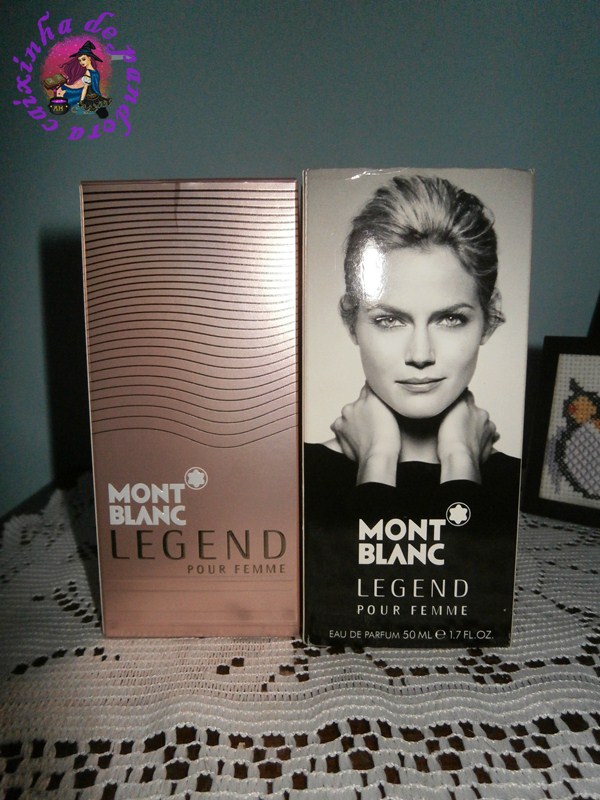 caixinha de pandora
MONT
BLANC
LEGEND
POUR FEMME
MONT
BLANC
LEGEND
POUR FEMME
EAU DE PARFUM 50 ML ℮ 1.7 FL.OZ.